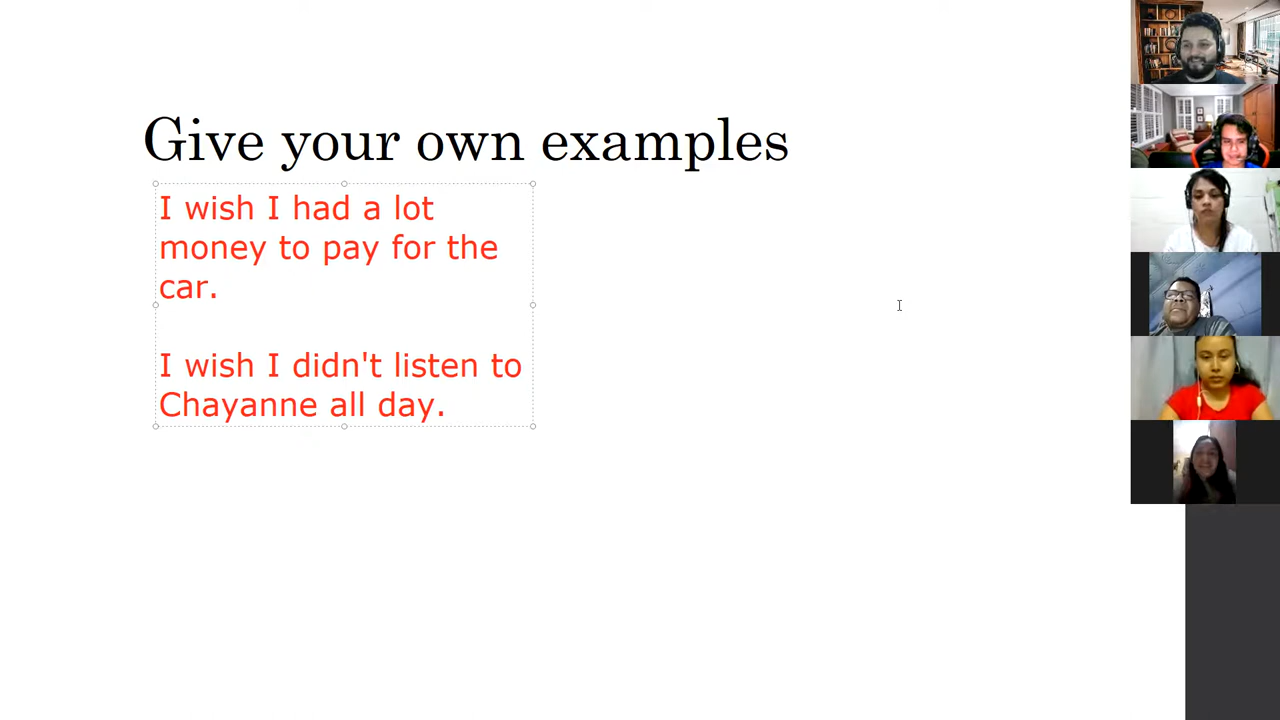 Give your own examples
I wish I had a lot
money to pay for the
car.
I wish I didn't listen to
Chayanne all day.